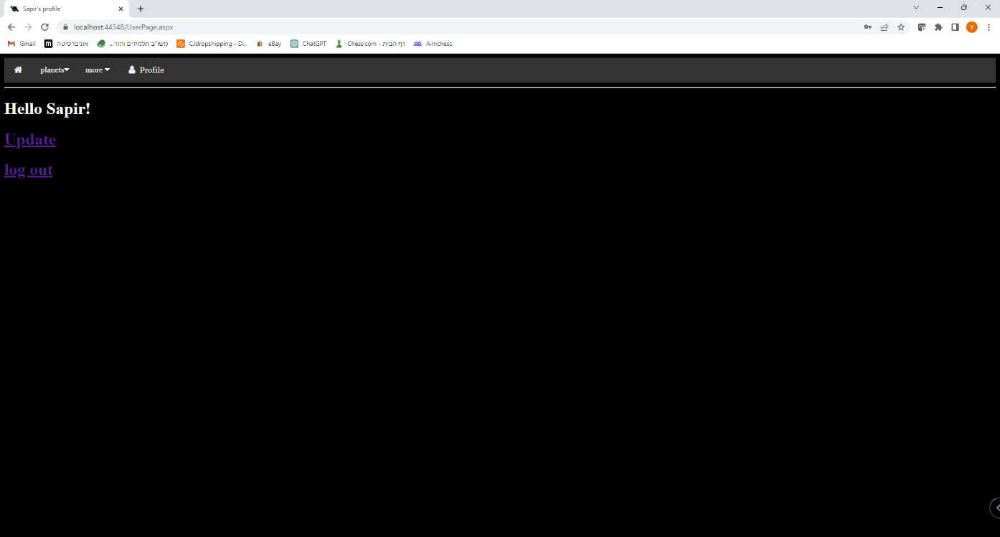 Sapir's profile
localhost:44348/UserPage.aspx
Y
Gmail
m אוניברסיטה
משו"ב תלמידים והור...
CJdropshipping - D...
eBay
ChatGPT
Chess.com - דף הבית
Aimchess
planets
more
Profile
Hello Sapir!
Update
log out